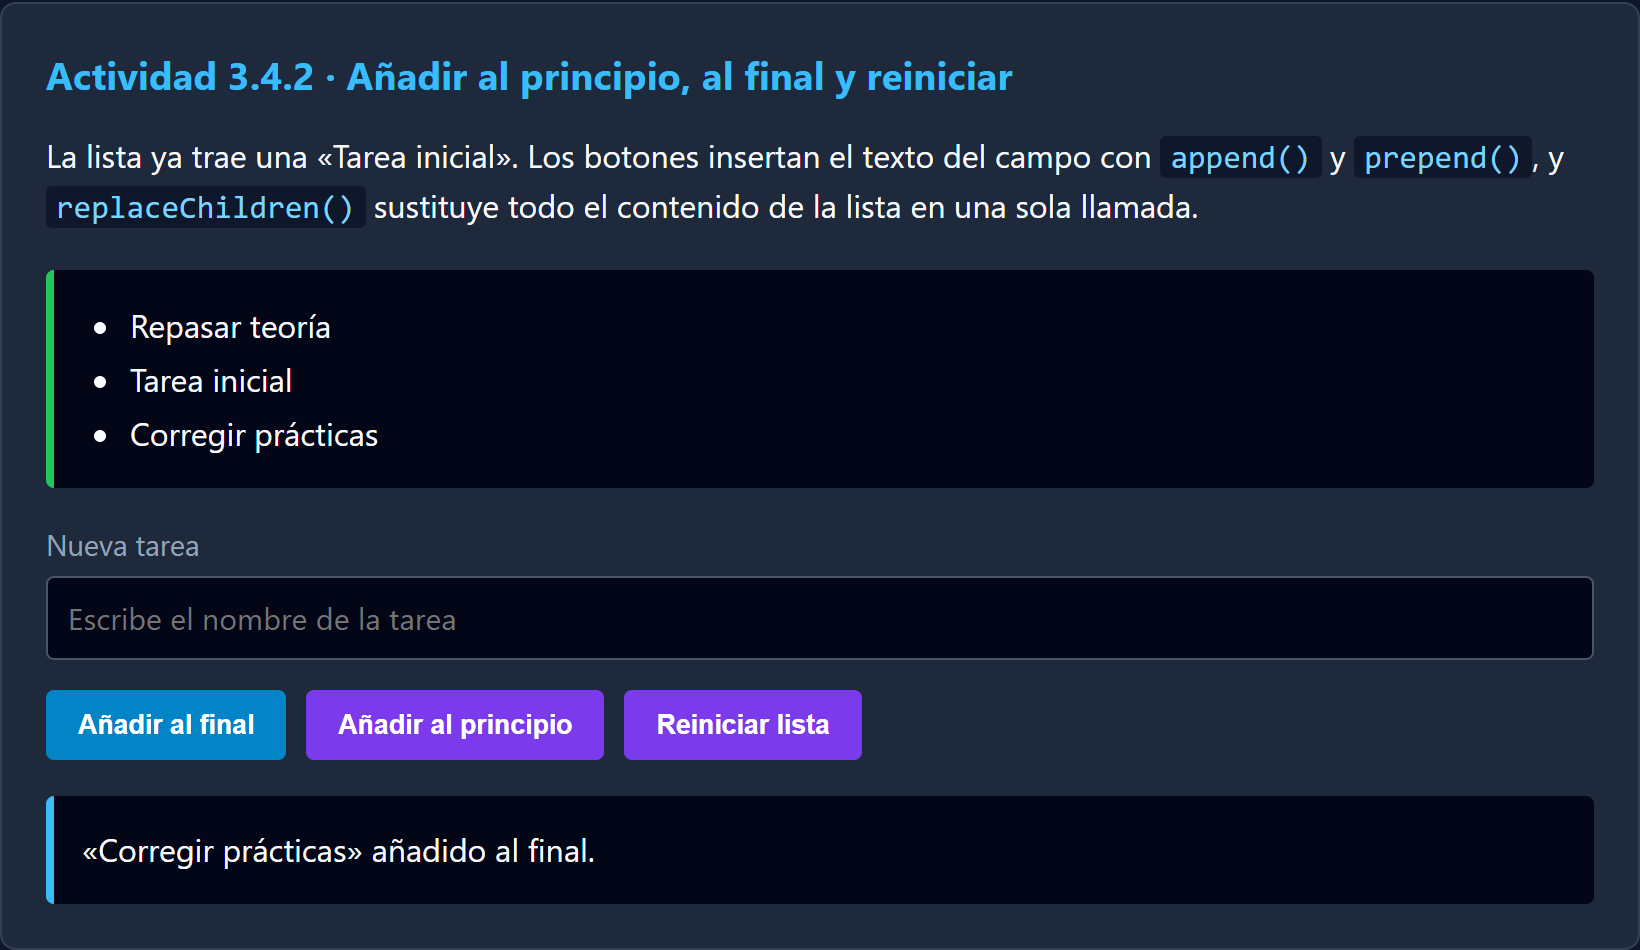 Actividad 3.4.2 · Añadir al principio, al final y reiniciar
La lista ya trae una «Tarea inicial». Los botones insertan el texto del campo con append() y prepend(), y
replaceChildren() sustituye todo el contenido de la lista en una sola llamada.
• Repasar teoría
• Tarea inicial
• Corregir prácticas
Nueva tarea
Escribe el nombre de la tarea
Añadir al final Añadir al principio Reiniciar lista
«Corregir prácticas» añadido al final.